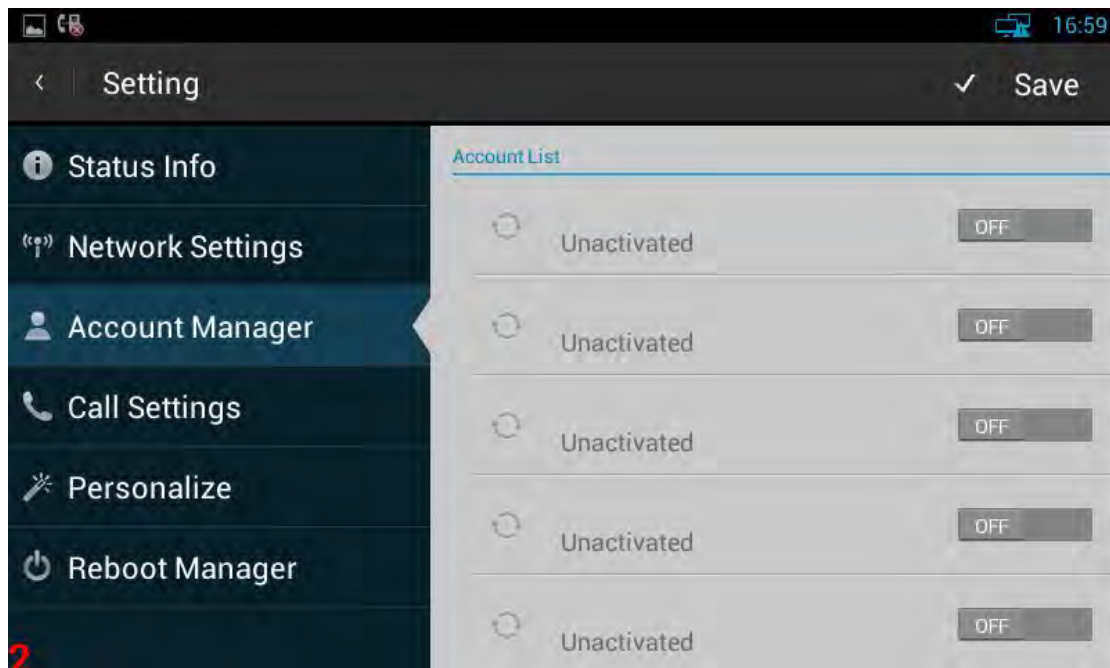 16:59
Setting
Save
Status Info
Network Settings
Account Manager
Call Settings
Personalize
Reboot Manager
2
Account List
Unactivated OFF
Unactivated OFF
Unactivated OFF
Unactivated OFF
Unactivated OFF